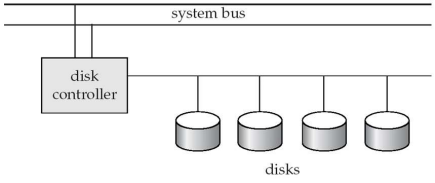 system bus
disk
controller
disks